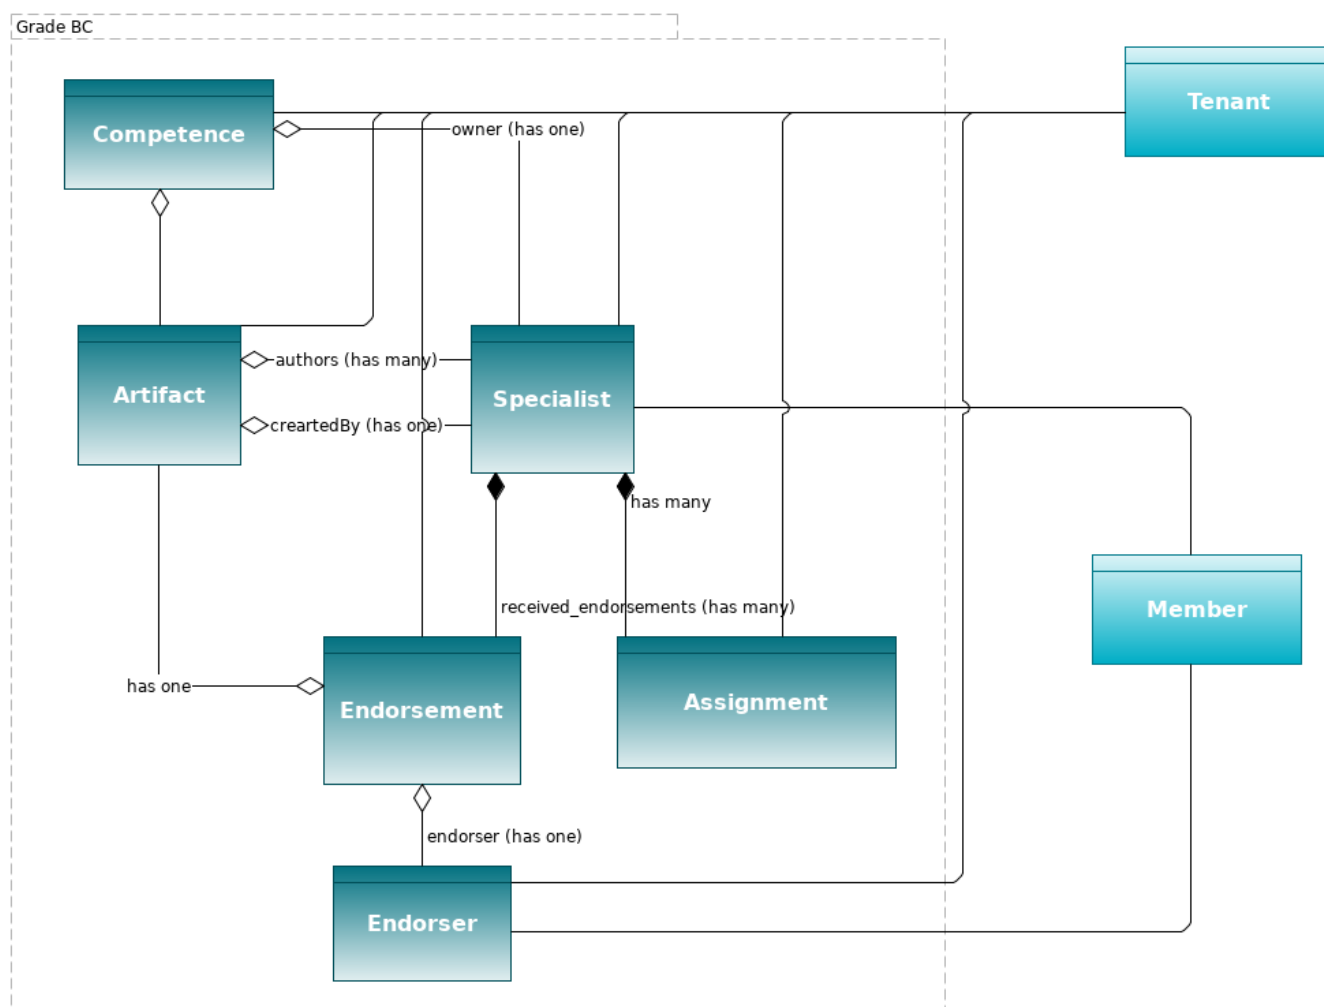 Grade BC
Tenant
Competence
owner (has one)
Artifact
authors (has many)
creartedBy (has one)
Specialist
has many
received_endorsements (has many)
Member
has one
Endorsement
Assignment
endorser (has one)
Endorser